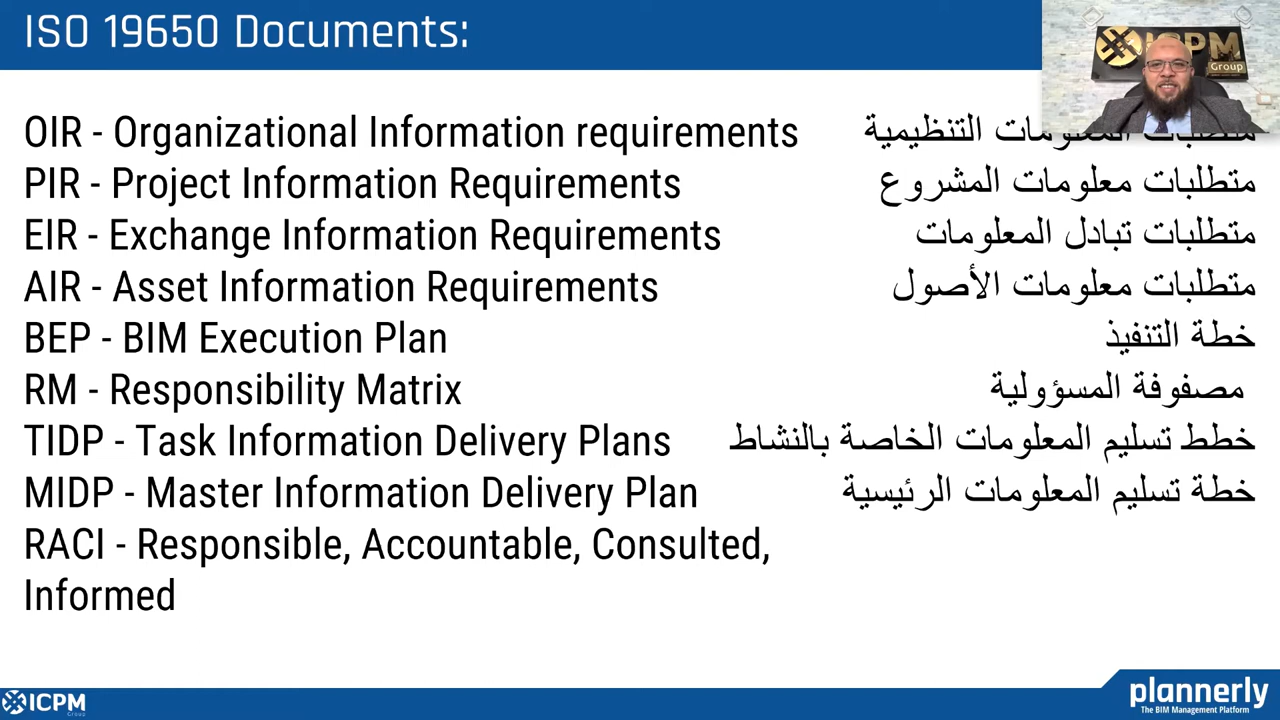 ISO 19650 Documents:
ICPM
Group
OIR - Organizational Information requirements
متطلبات المعلومات التنظيمية
PIR - Project Information Requirements
متطلبات معلومات المشروع
EIR - Exchange Information Requirements
متطلبات تبادل المعلومات
AIR - Asset Information Requirements
متطلبات معلومات الأصول
BEP - BIM Execution Plan
خطة التنفيذ
RM - Responsibility Matrix
مصفوفة المسؤولية
TIDP - Task Information Delivery Plans
خطط تسليم المعلومات الخاصة بالنشاط
MIDP - Master Information Delivery Plan
خطة تسليم المعلومات الرئيسية
RACI - Responsible, Accountable, Consulted,
Informed
ICPM
Group
plannerly
The BIM Management Platform